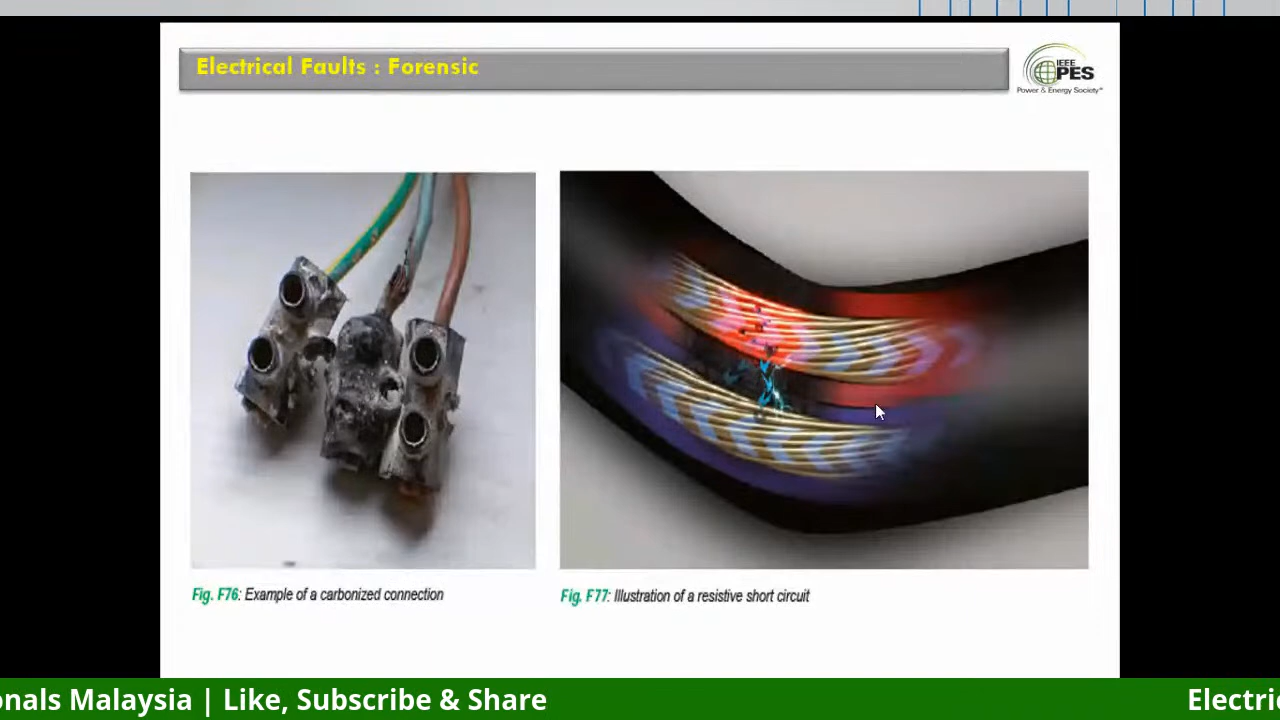 Electrical Faults : Forensic
IEEE
PES
Power & Energy Society®
Fig. F76: Example of a carbonized connection
Fig. F77: Illustration of a resistive short circuit
onals Malaysia | Like, Subscribe & Share
Electric